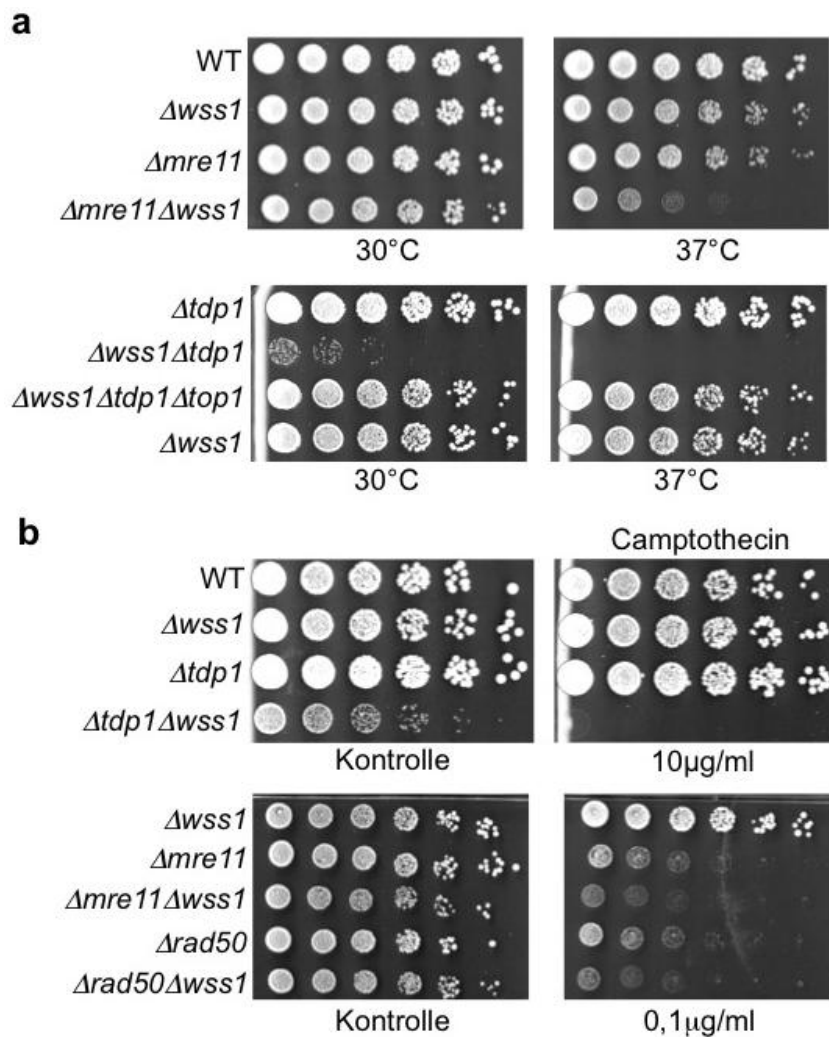 a
WT
Δwss1
Δmre11
Δmre11Δwss1
30°C
37°C
Δtdp1
Δwss1Δtdp1
Δwss1Δtdp1Δtop1
Δwss1
30°C
37°C
b
Camptothecin
WT
Δwss1
Δtdp1
Δtdp1Δwss1
Kontrolle
10µg/ml
Δwss1
Δmre11
Δmre11Δwss1
Δrad50
Δrad50Δwss1
Kontrolle
0,1µg/ml